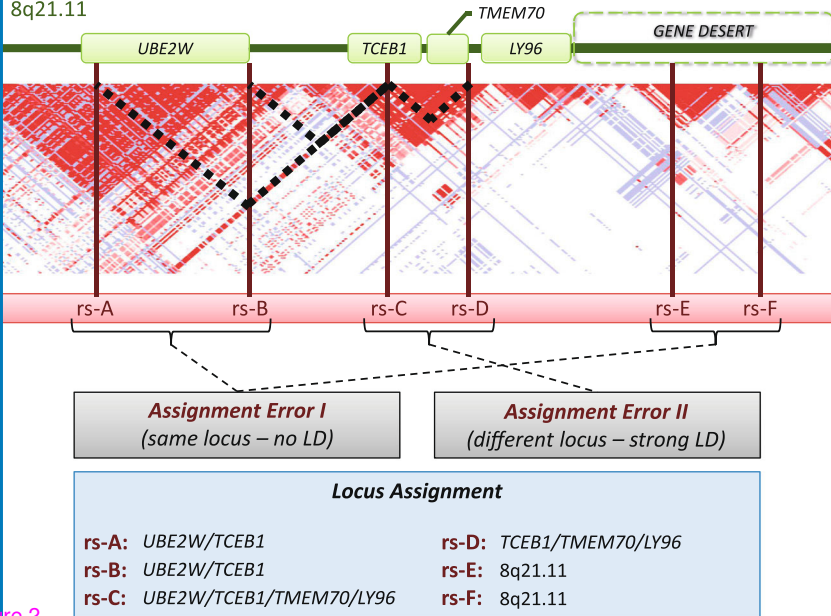 8q21.11
TMEM70
UBE2W
TCEB1
LY96
GENE DESERT
rs-A
rs-B
rs-C
rs-D
rs-E
rs-F
Assignment Error I
(same locus – no LD)
Assignment Error II
(different locus – strong LD)
Locus Assignment
rs-A: UBE2W/TCEB1
rs-B: UBE2W/TCEB1
rs-C: UBE2W/TCEB1/TMEM70/LY96
rs-D: TCEB1/TMEM70/LY96
rs-E: 8q21.11
rs-F: 8q21.11